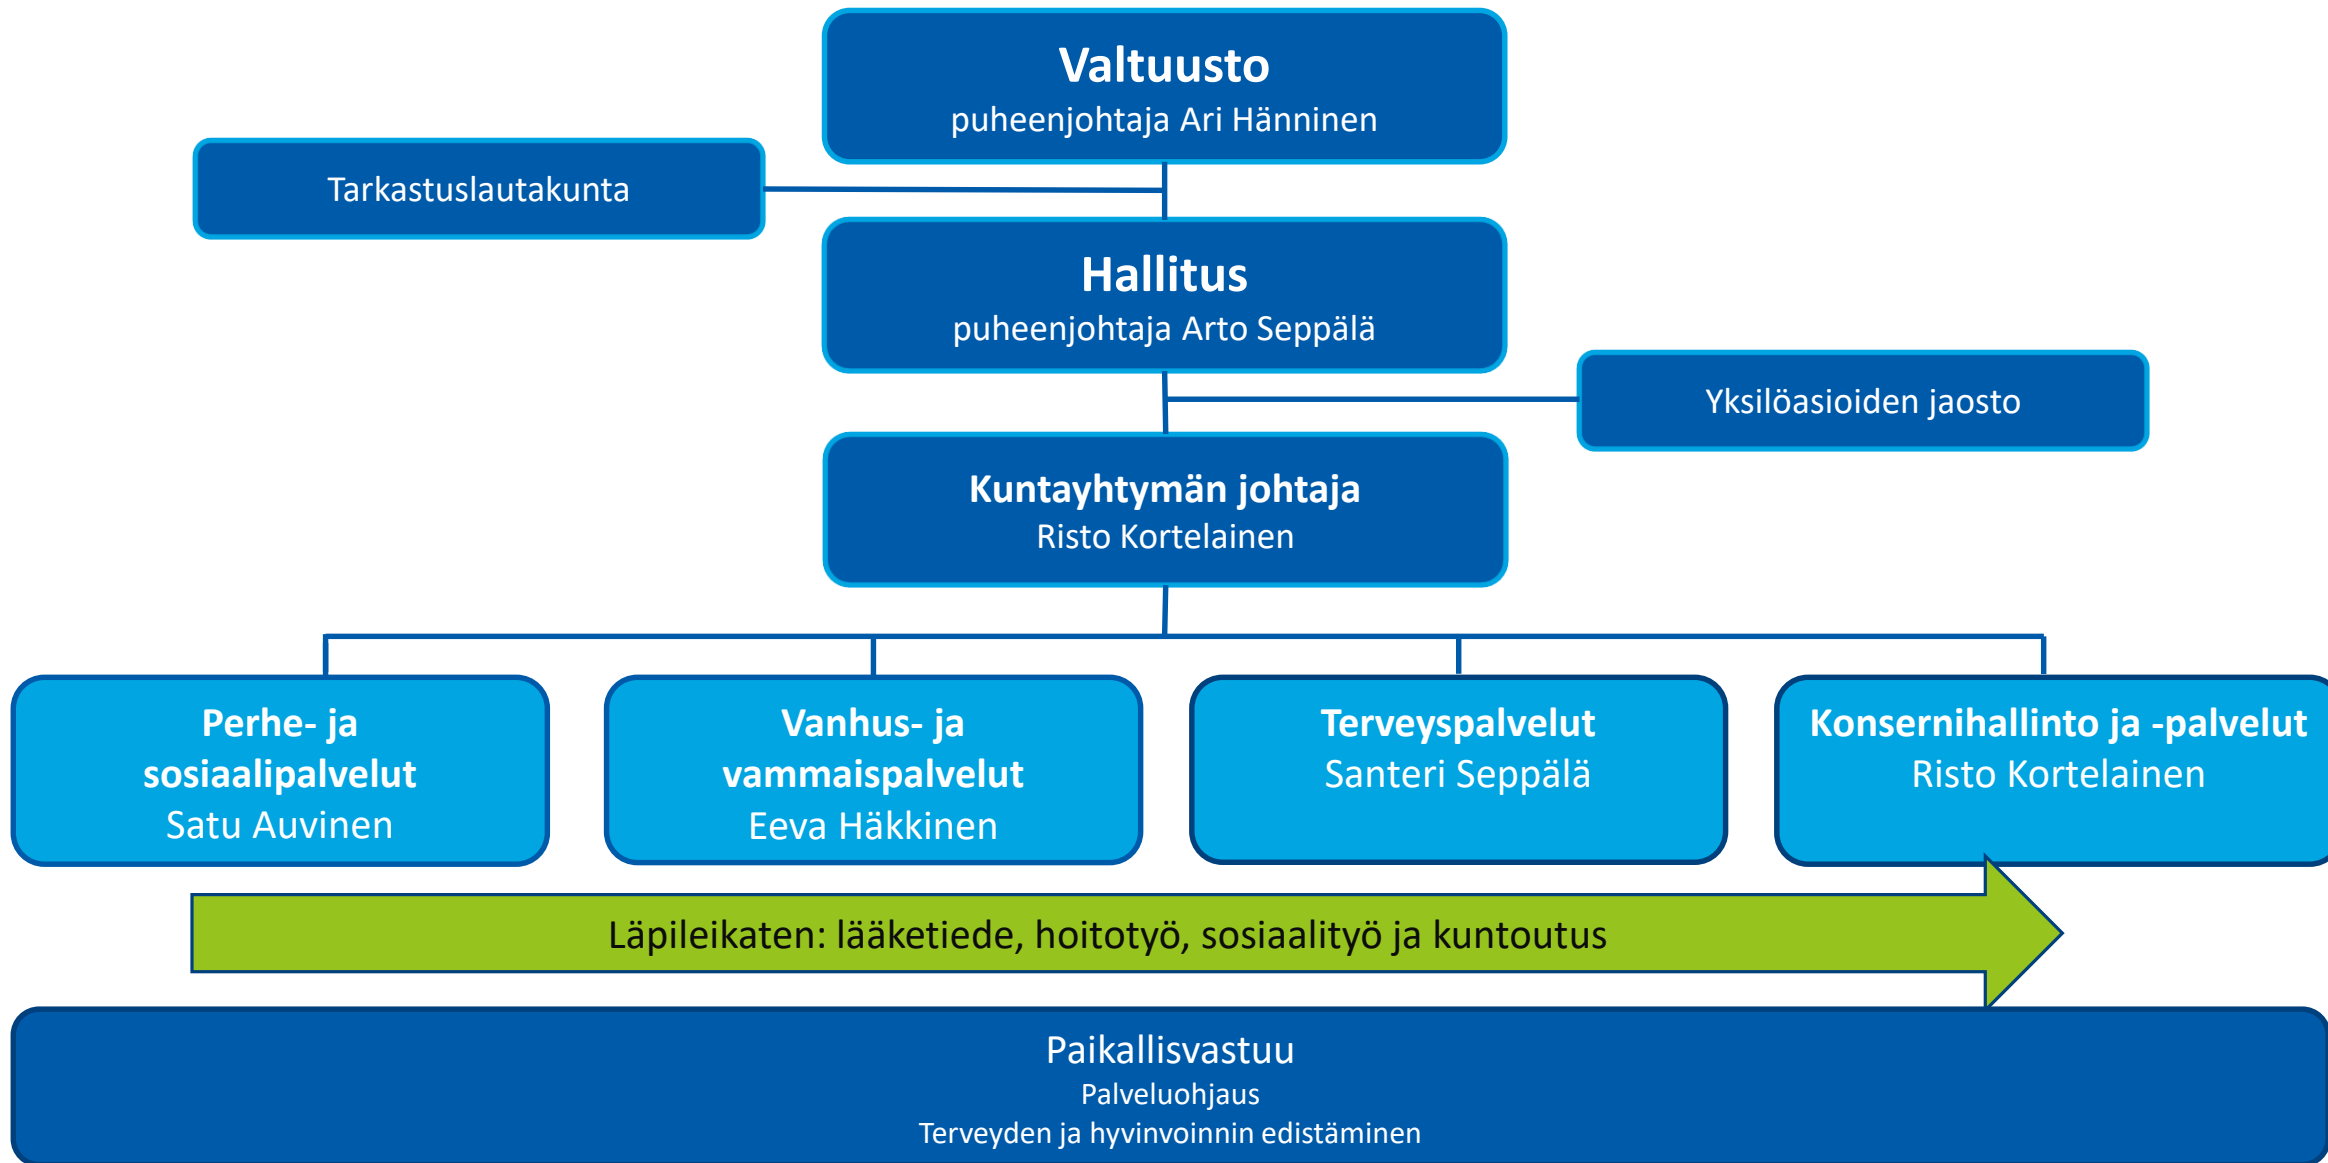 Valtuusto
puheenjohtaja Ari Hänninen
Tarkastuslautakunta
Hallitus
puheenjohtaja Arto Seppälä
Yksilöasioiden jaosto
Kuntayhtymän johtaja
Risto Kortelainen
Perhe- ja
sosiaalipalvelut
Satu Auvinen
Vanhus- ja
vammaispalvelut
Eeva Häkkinen
Terveyspalvelut
Santeri Seppälä
Konsernihallinto ja -palvelut
Risto Kortelainen
Läpileikaten: lääketiede, hoitotyö, sosiaalityö ja kuntoutus
Paikallisvastuu
Palveluohjaus
Terveyden ja hyvinvoinnin edistäminen